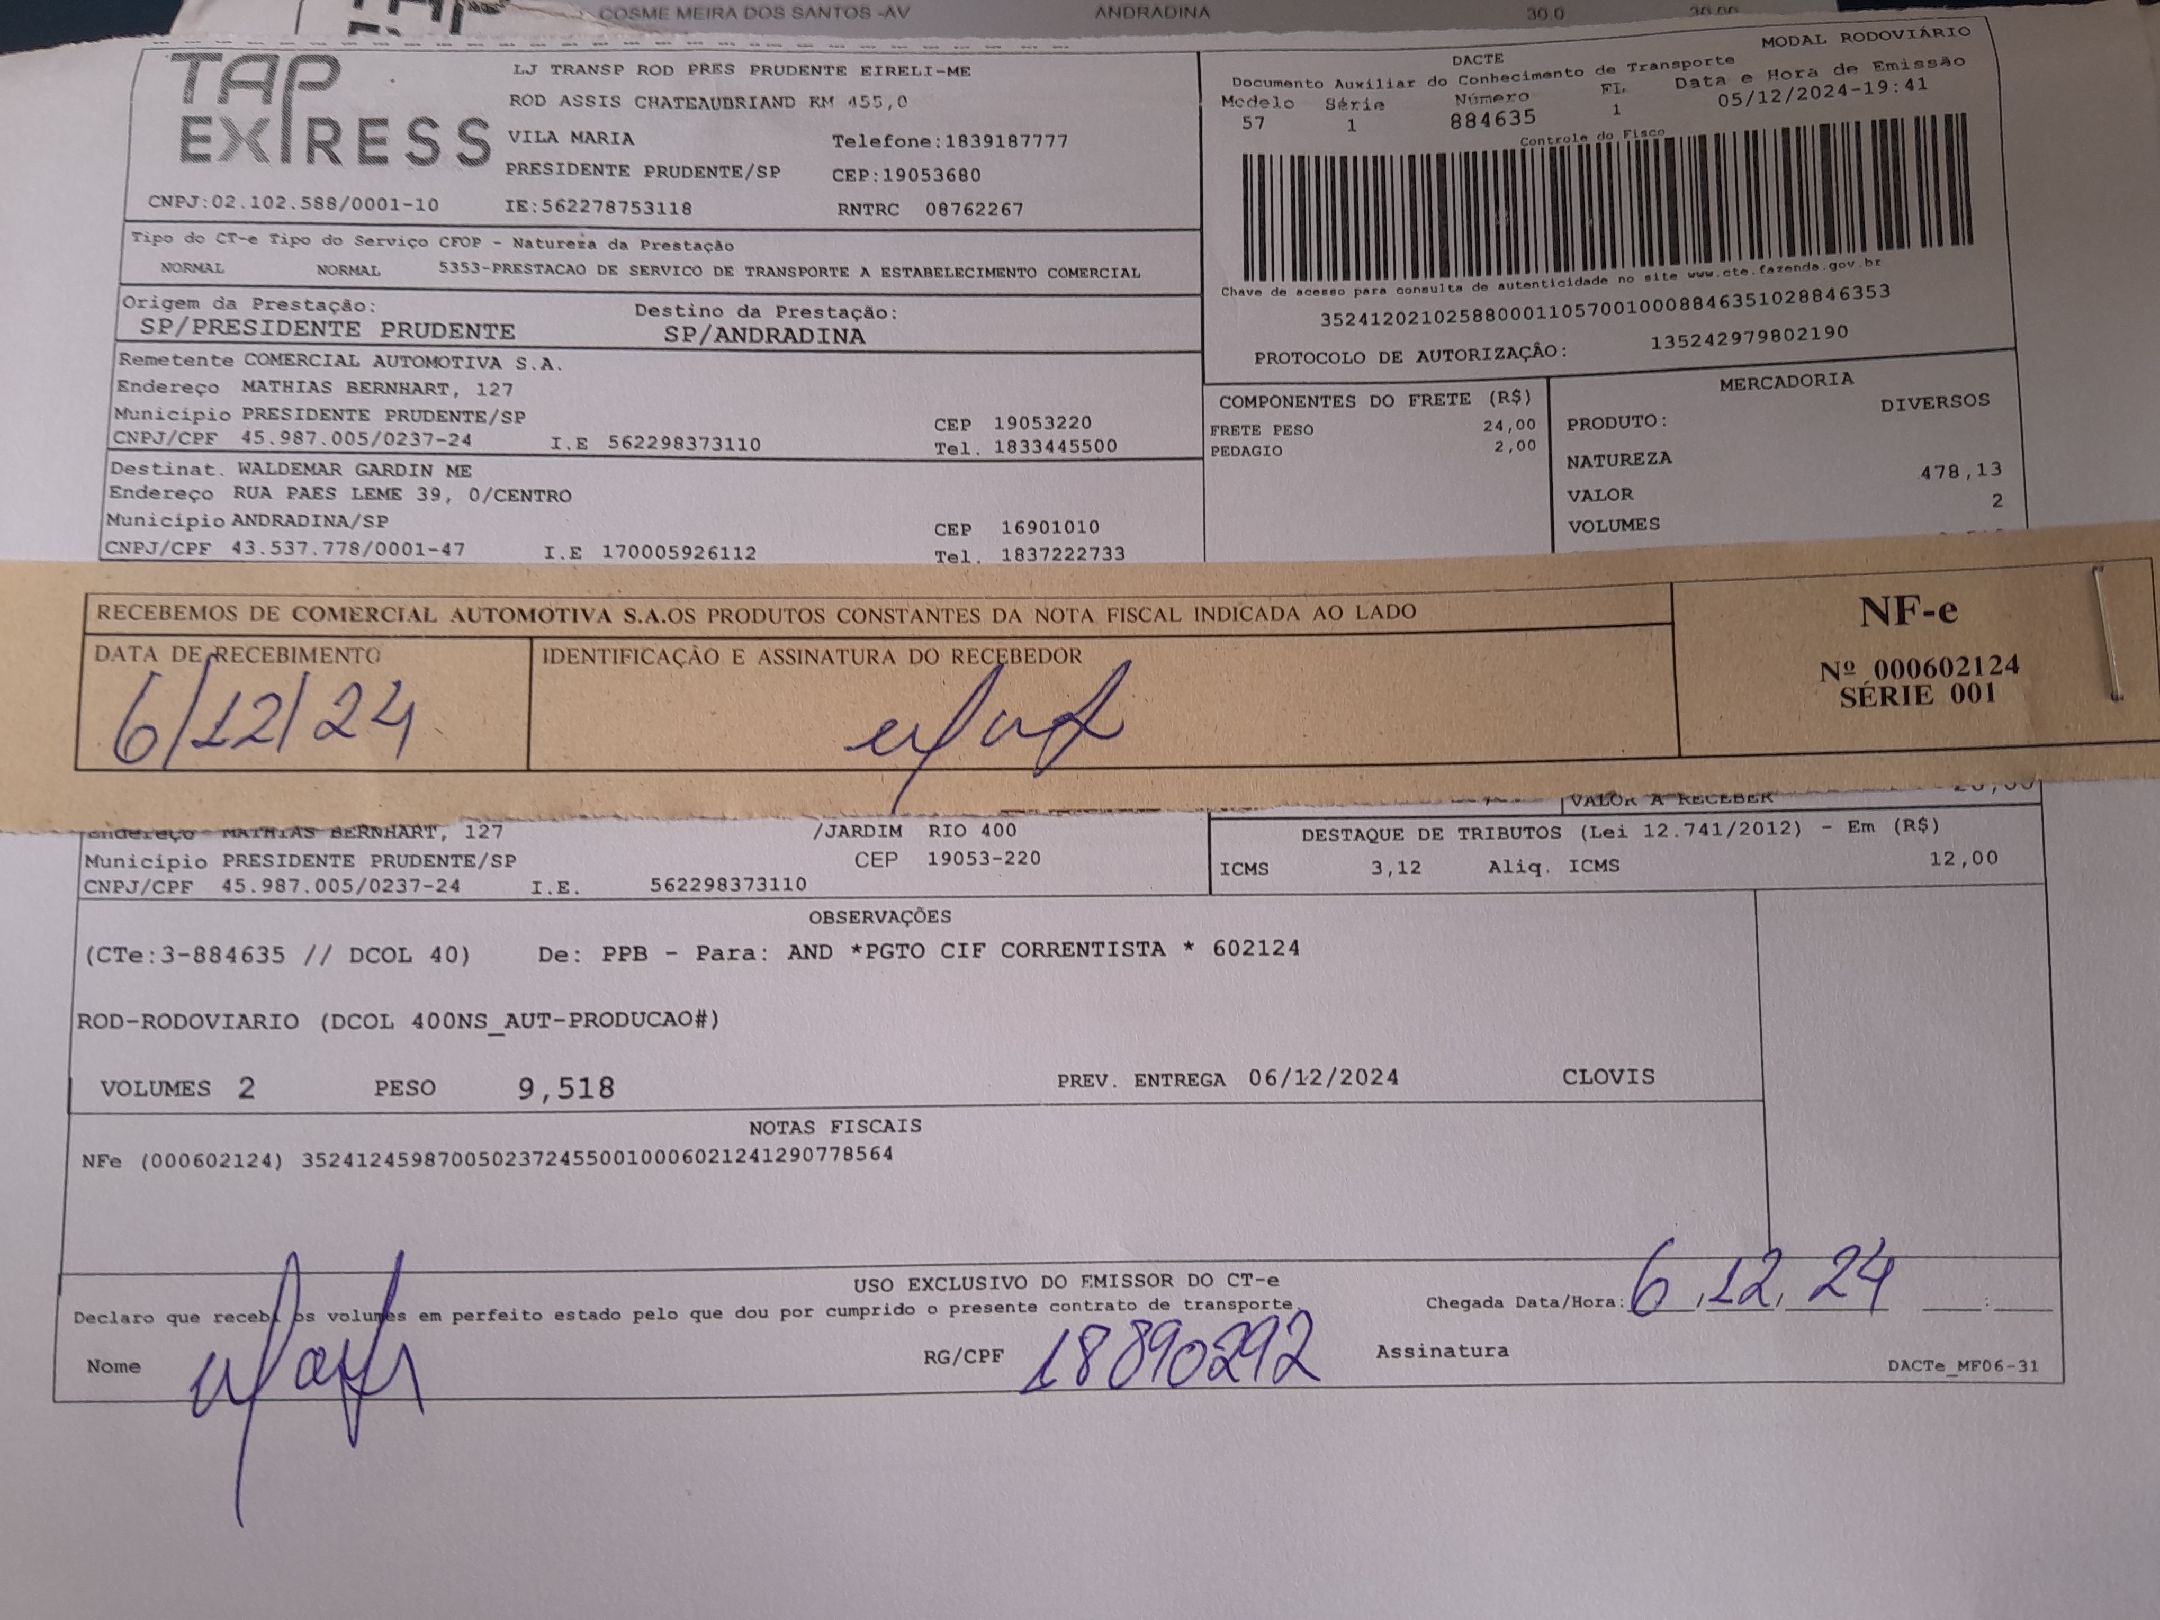 COSME MEIRA DOS SANTOS -AV ANDRADINA 30.0
TAP EXPRESS
LJ TRANSP ROD PRES PRUDENTE EIRELI-ME
ROD ASSIS CHATEAUBRIAND KM 455,0
VILA MARIA Telefone:1839187777
PRESIDENTE PRUDENTE/SP CEP:19053680
CNPJ:02.102.588/0001-10 IE:562278753118 RNTRC 08762267
MODAL RODOVIÁRIO
DACTE
Documento Auxiliar do Conhecimento de Transporte
Modelo Série Número FL Data e Hora de Emissão
57 1 884635 1 05/12/2024-19:41
Controle do Fisco
Chave de acesso para consulta de autenticidade no site www.cte.fazenda.gov.br
35241202102588000110570010008846351028846353
PROTOCOLO DE AUTORIZAÇÃO: 135242979802190
Tipo do CT-e Tipo do Serviço CFOP - Natureza da Prestação
NORMAL NORMAL 5353-PRESTACAO DE SERVICO DE TRANSPORTE A ESTABELECIMENTO COMERCIAL
Origem da Prestação: Destino da Prestação:
SP/PRESIDENTE PRUDENTE SP/ANDRADINA
Remetente COMERCIAL AUTOMOTIVA S.A.
Endereço MATHIAS BERNHART, 127
Município PRESIDENTE PRUDENTE/SP CEP 19053220
CNPJ/CPF 45.987.005/0237-24 I.E 562298373110 Tel. 1833445500
Destinat. WALDEMAR GARDIN ME
Endereço RUA PAES LEME 39, 0/CENTRO
Município ANDRADINA/SP CEP 16901010
CNPJ/CPF 43.537.778/0001-47 I.E 170005926112 Tel. 1837222733
COMPONENTES DO FRETE (R$)
FRETE PESO 24,00
PEDAGIO 2,00
MERCADORIA
PRODUTO: DIVERSOS
NATUREZA
VALOR 478,13
VOLUMES 2
RECEBEMOS DE COMERCIAL AUTOMOTIVA S.A.OS PRODUTOS CONSTANTES DA NOTA FISCAL INDICADA AO LADO
DATA DE RECEBIMENTO IDENTIFICAÇÃO E ASSINATURA DO RECEBEDOR
6/12/24
NF-e
Nº 000602124
SÉRIE 001
VALOR A RECEBER
Endereço MATHIAS BERNHART, 127 /JARDIM RIO 400
Município PRESIDENTE PRUDENTE/SP CEP 19053-220
CNPJ/CPF 45.987.005/0237-24 I.E. 562298373110
DESTAQUE DE TRIBUTOS (Lei 12.741/2012) - Em (R$)
ICMS 3,12 Aliq. ICMS 12,00
OBSERVAÇÕES
(CTe:3-884635 // DCOL 40) De: PPB - Para: AND *PGTO CIF CORRENTISTA * 602124
ROD-RODOVIARIO (DCOL 400NS_AUT-PRODUCAO#)
VOLUMES 2 PESO 9,518 PREV. ENTREGA 06/12/2024 CLOVIS
NOTAS FISCAIS
NFe (000602124) 35241245987005023724550010006021241290778564
USO EXCLUSIVO DO EMISSOR DO CT-e
Declaro que recebi os volumes em perfeito estado pelo que dou por cumprido o presente contrato de transporte. Chegada Data/Hora: 6,12,24 :
Nome RG/CPF 18890292 Assinatura DACTe_MF06-31